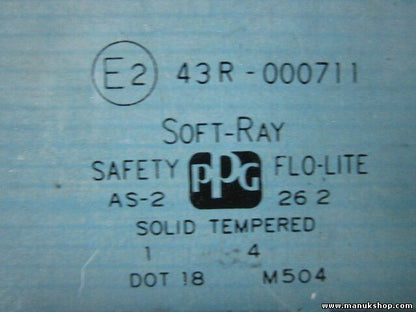 E2 43R-000711
SOFT-RAY
SAFETY PPG FLO-LITE
AS-2 26 2
SOLID TEMPERED
1 4
DOT 18 M504
www.manukshop.com